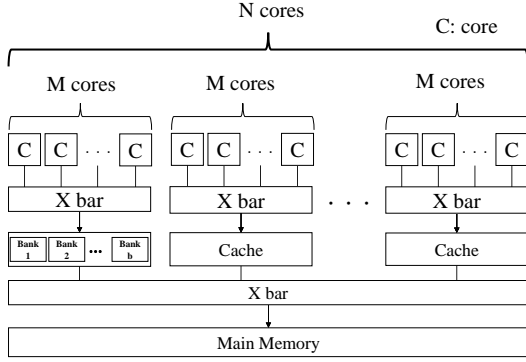 N cores
C: core
M cores M cores M cores
C C . . . C C C . . . C C C . . . C
X bar X bar . . . X bar
Bank 1 Bank 2 ... Bank b Cache Cache
X bar
Main Memory